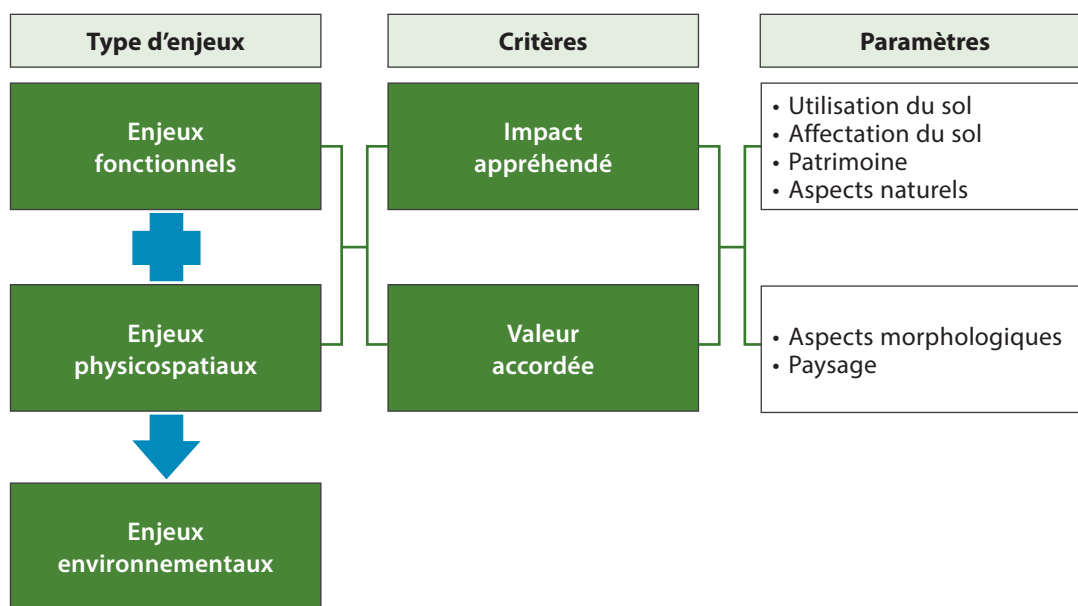 Type d’enjeux
Critères
Paramètres
Enjeux
fonctionnels
Impact
appréhendé
• Utilisation du sol
• Affectation du sol
• Patrimoine
• Aspects naturels
Enjeux
physicospatiaux
Valeur
accordée
• Aspects morphologiques
• Paysage
Enjeux
environnementaux